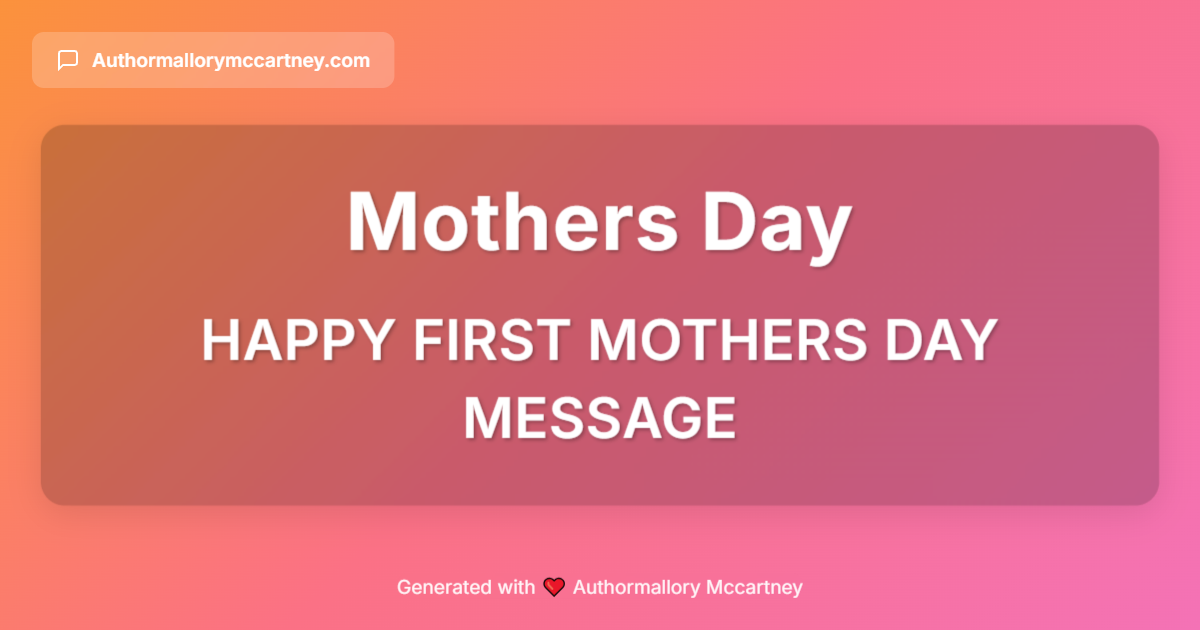 Authormallorymccartney.com
Mothers Day
HAPPY FIRST MOTHERS DAY
MESSAGE
Generated with ❤️ Authormallory Mccartney